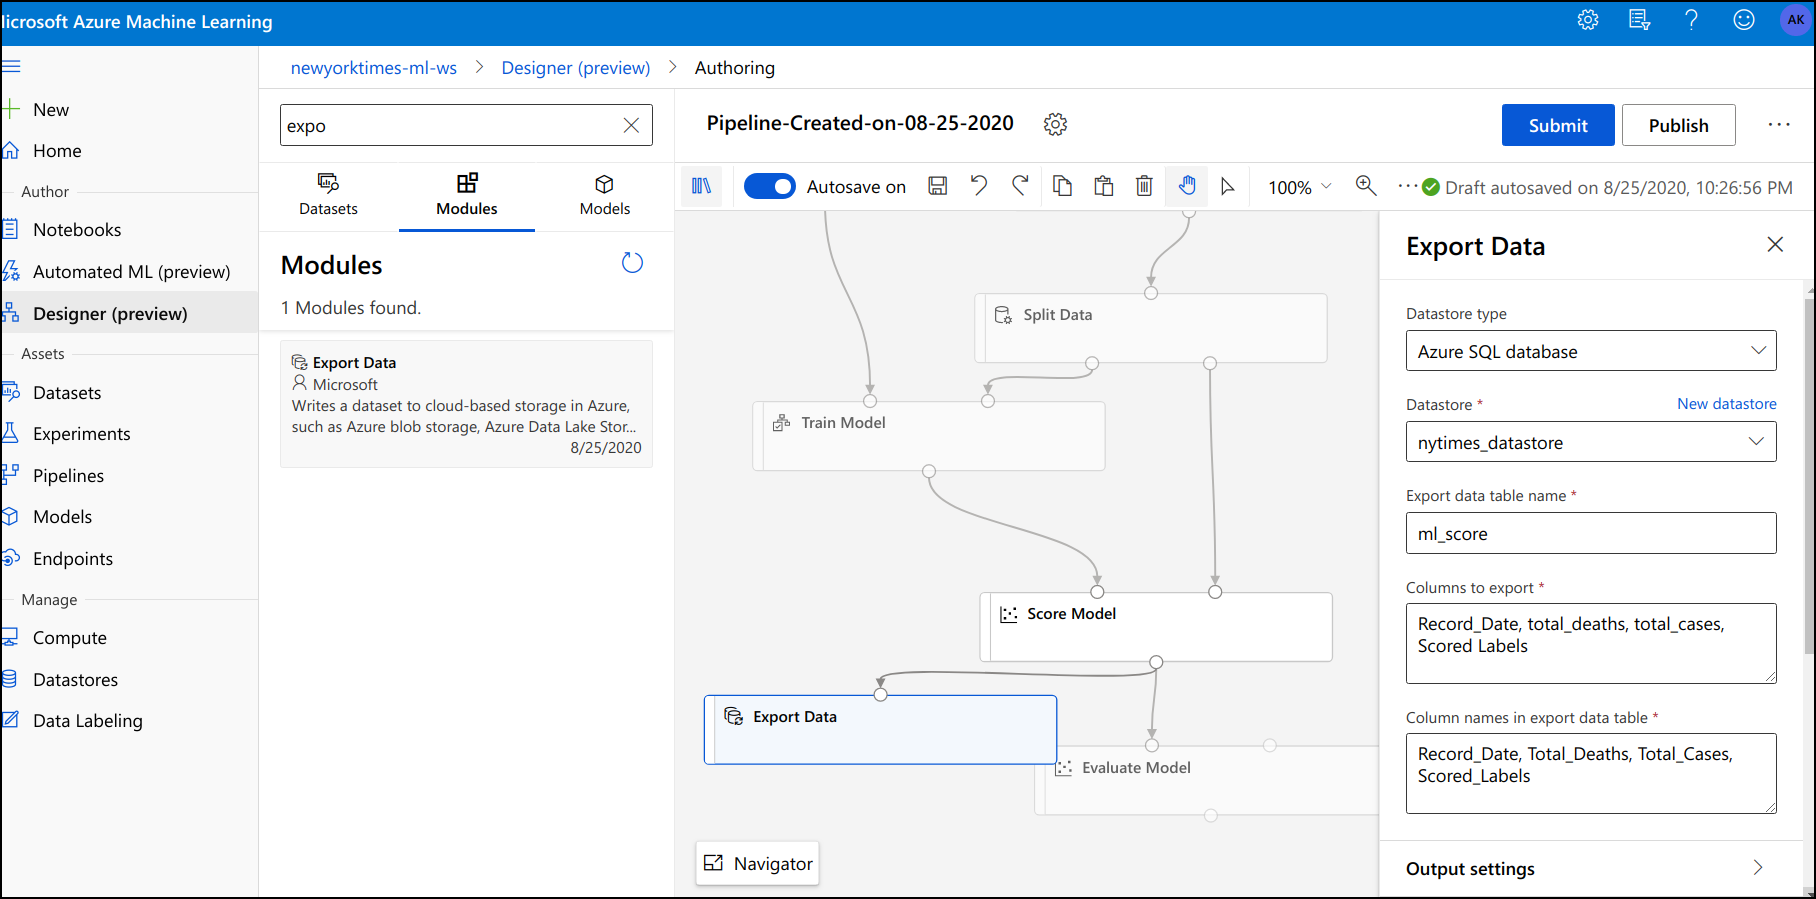 icrosoft Azure Machine Learning
AK
newyorktimes-ml-ws > Designer (preview) > Authoring
New
Home
Author
Notebooks
Automated ML (preview)
Designer (preview)
Assets
Datasets
Experiments
Pipelines
Models
Endpoints
Manage
Compute
Datastores
Data Labeling
expo
Datasets
Modules
Models
Modules
1 Modules found.
Export Data
Microsoft
Writes a dataset to cloud-based storage in Azure,
such as Azure blob storage, Azure Data Lake Stor...
8/25/2020
Pipeline-Created-on-08-25-2020
Submit
Publish
Autosave on
100%
Draft autosaved on 8/25/2020, 10:26:56 PM
Split Data
Train Model
Score Model
Export Data
Evaluate Model
Navigator
Export Data
Datastore type
Azure SQL database
Datastore *
New datastore
nytimes_datastore
Export data table name *
ml_score
Columns to export *
Record_Date, total_deaths, total_cases,
Scored Labels
Column names in export data table *
Record_Date, Total_Deaths, Total_Cases,
Scored_Labels
Output settings